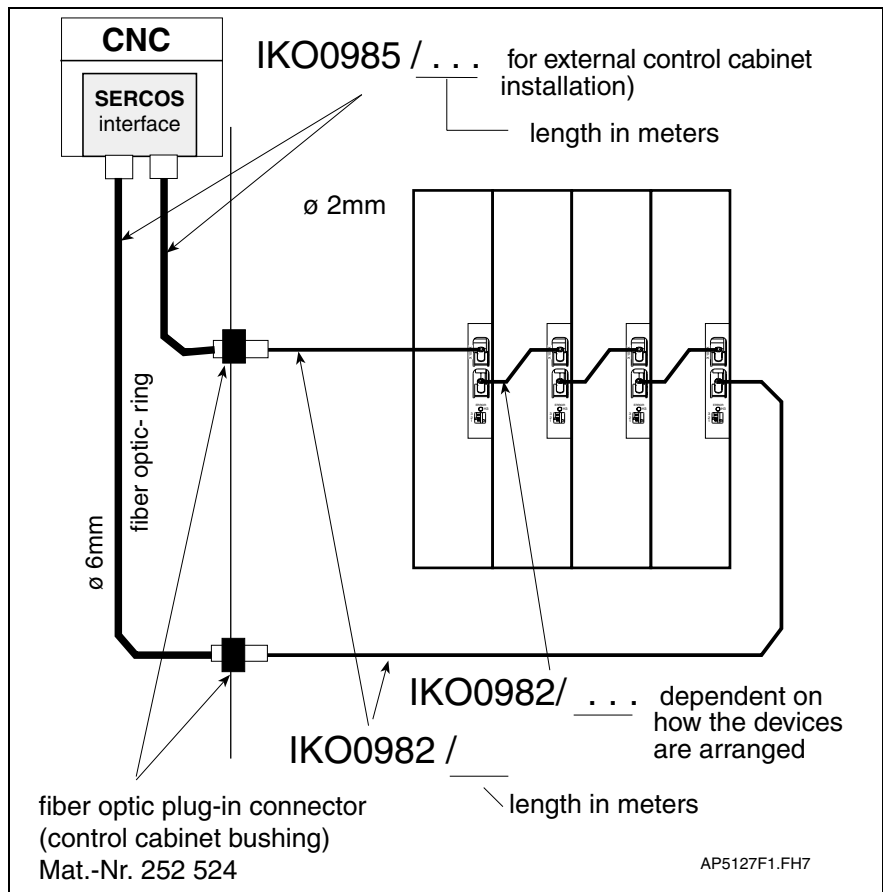 CNC
SERCOS
interface
IKO0985 / . . . for external control cabinet
installation)
length in meters
ø 2mm
fiber optic- ring
ø 6mm
IKO0982/ . . . dependent on
how the devices
are arranged
IKO0982 /
length in meters
fiber optic plug-in connector
(control cabinet bushing)
Mat.-Nr. 252 524
AP5127F1.FH7